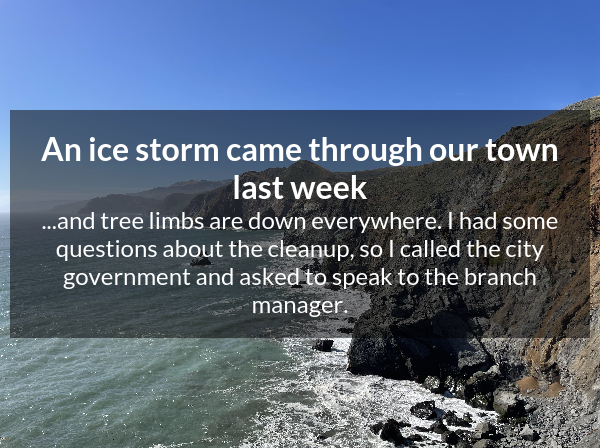 An ice storm came through our town
last week
...and tree limbs are down everywhere. I had some
questions about the cleanup, so I called the city
government and asked to speak to the branch
manager.